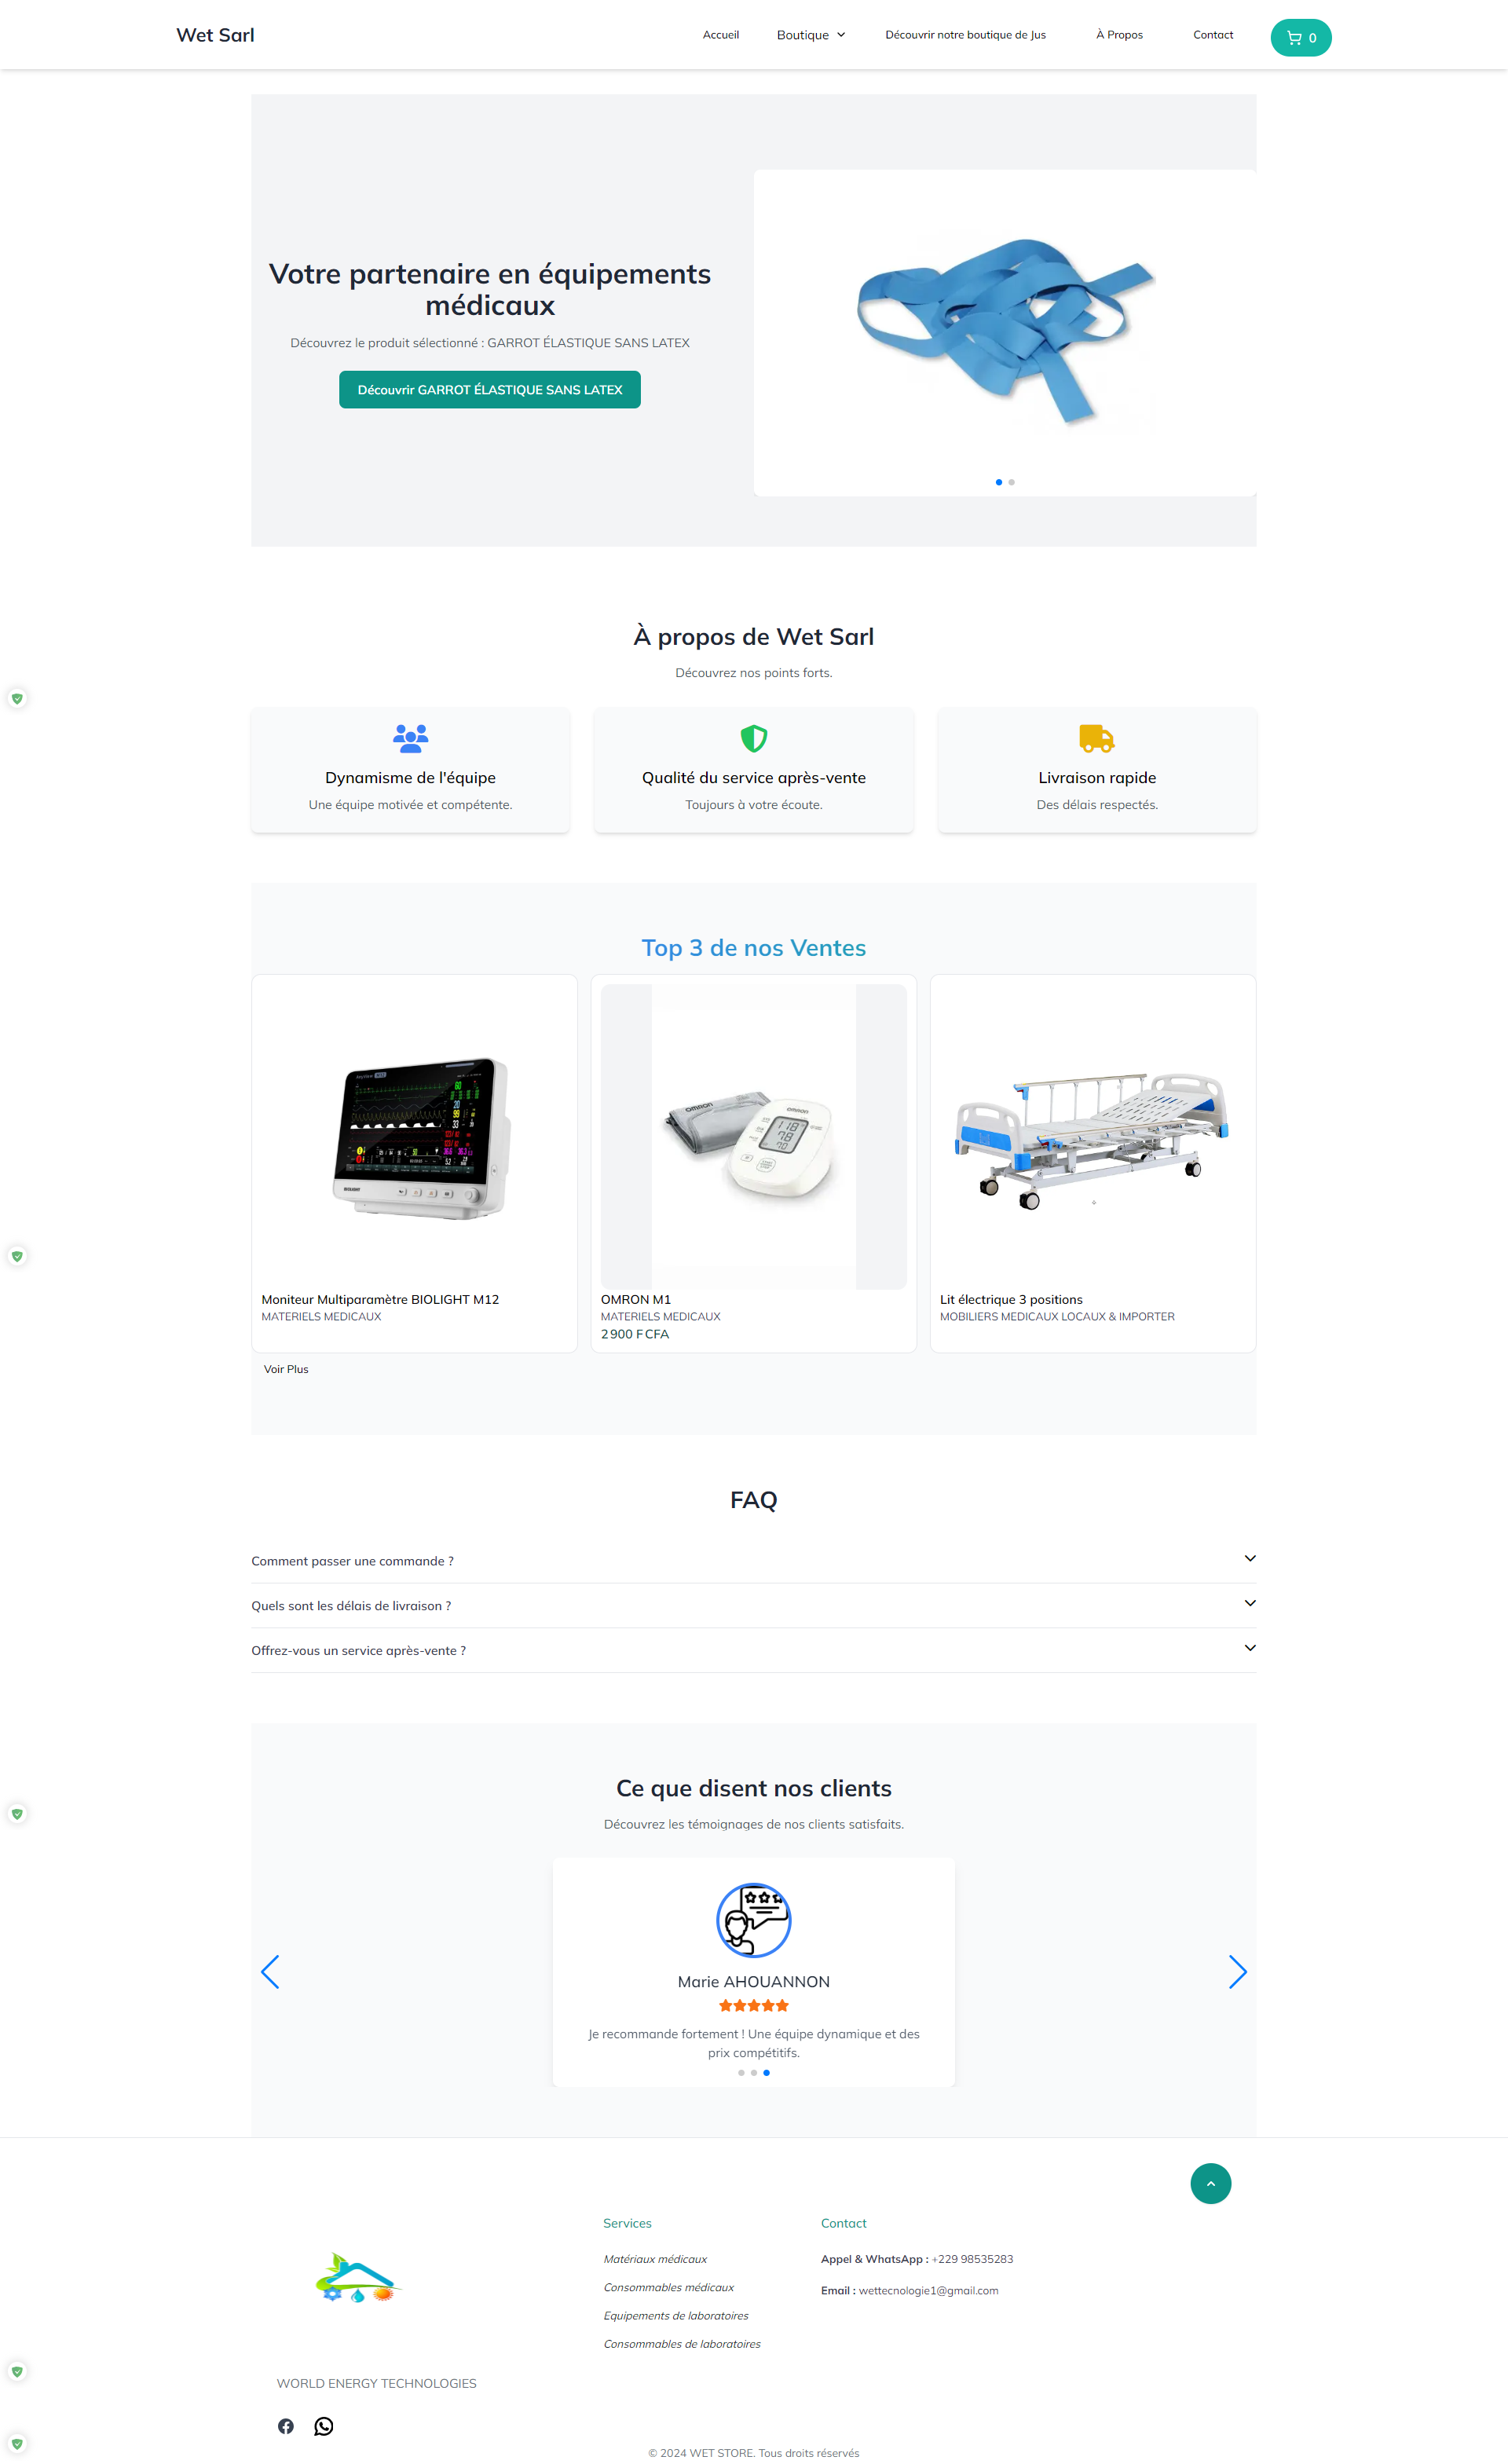 Wet Sarl
Accueil
Boutique
Découvrir notre boutique de Jus
À Propos
Contact
0
Votre partenaire en équipements
médicaux
Découvrez le produit sélectionné : GARROT ÉLASTIQUE SANS LATEX
Découvrir GARROT ÉLASTIQUE SANS LATEX
À propos de Wet Sarl
Découvrez nos points forts.
Dynamisme de l'équipe
Une équipe motivée et compétente.
Qualité du service après-vente
Toujours à votre écoute.
Livraison rapide
Des délais respectés.
Top 3 de nos Ventes
BIOLIGHT
OMRON
OMRON
118
78
70
Moniteur Multiparamètre BIOLIGHT M12
MATERIELS MEDICAUX
OMRON M1
MATERIELS MEDICAUX
2 900 F CFA
Lit électrique 3 positions
MOBILIERS MEDICAUX LOCAUX & IMPORTER
Voir Plus
FAQ
Comment passer une commande ?
Quels sont les délais de livraison ?
Offrez-vous un service après-vente ?
Ce que disent nos clients
Découvrez les témoignages de nos clients satisfaits.
Marie AHOUANNON
Je recommande fortement ! Une équipe dynamique et des
prix compétitifs.
Services
Matériaux médicaux
Consommables médicaux
Equipements de laboratoires
Consommables de laboratoires
Contact
Appel & WhatsApp : +229 98535283
Email : wettecnologie1@gmail.com
WORLD ENERGY TECHNOLOGIES
© 2024 WET STORE. Tous droits réservés